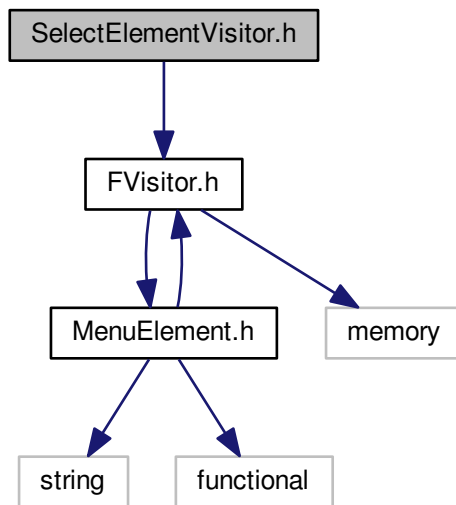 SelectElementVisitor.h
FVisitor.h
MenuElement.h
memory
string
functional